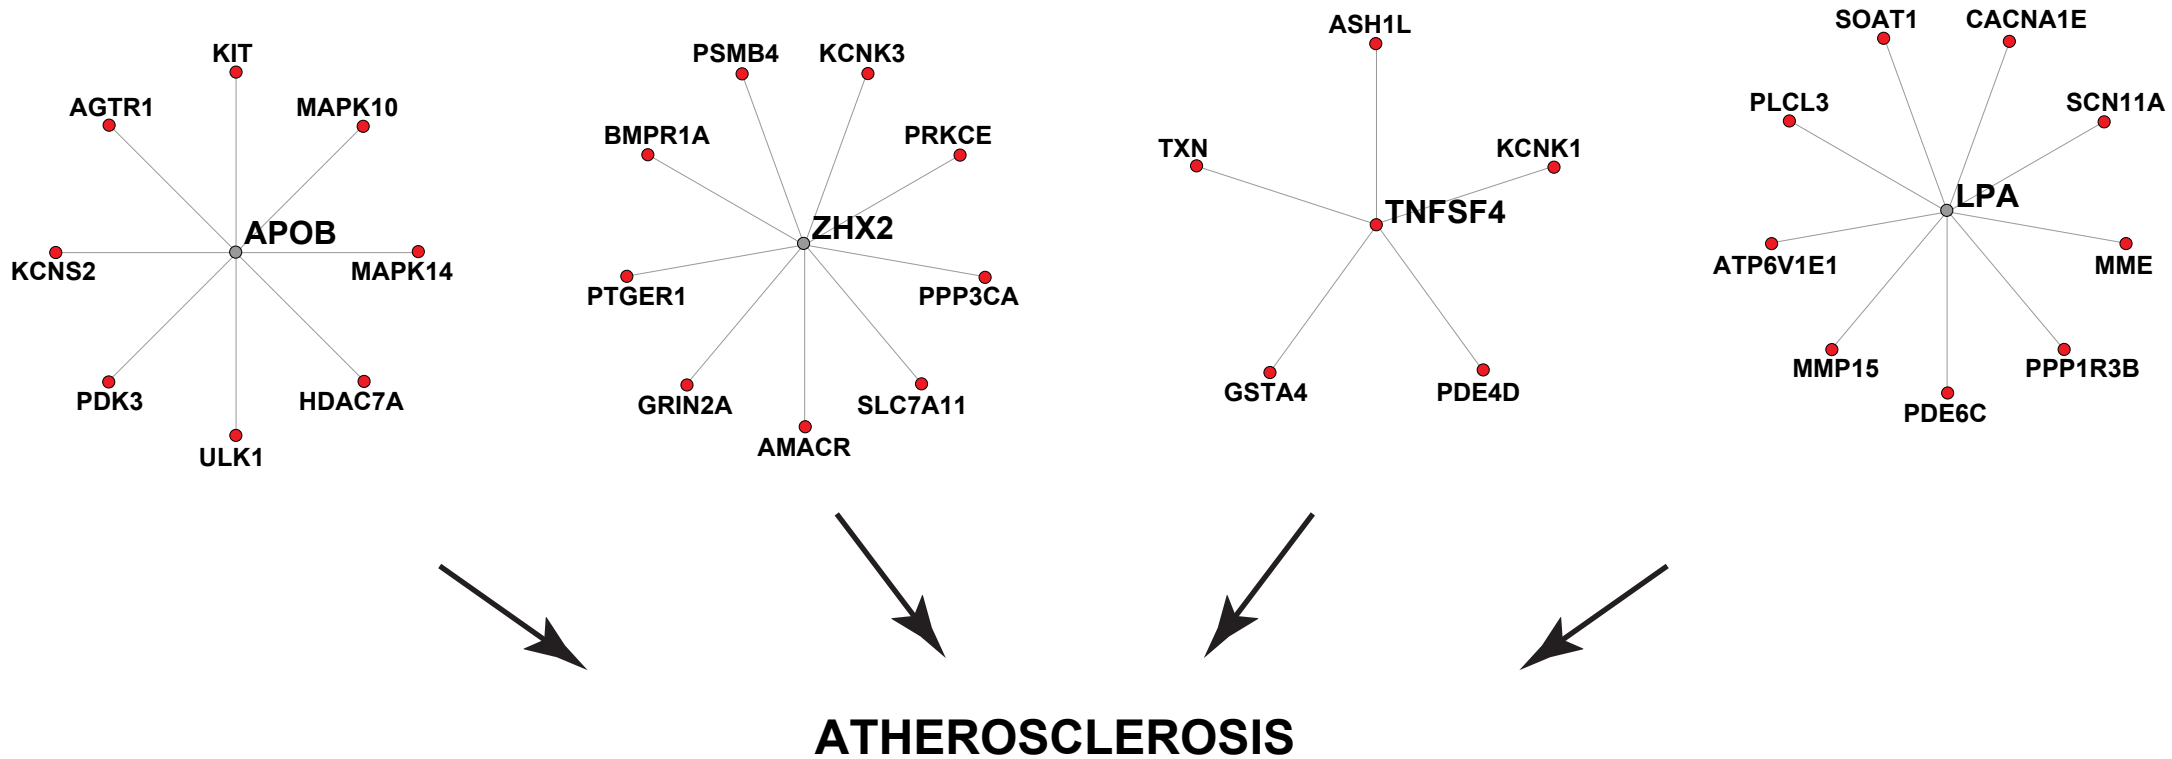 KIT
AGTR1
MAPK10
APOB
KCNS2
MAPK14
PDK3
HDAC7A
ULK1
PSMB4
KCNK3
BMPR1A
PRKCE
ZHX2
PTGER1
PPP3CA
GRIN2A
SLC7A11
AMACR
ASH1L
TXN
KCNK1
TNFSF4
GSTA4
PDE4D
SOAT1
CACNA1E
PLCL3
SCN11A
LPA
ATP6V1E1
MME
MMP15
PPP1R3B
PDE6C
ATHEROSCLEROSIS